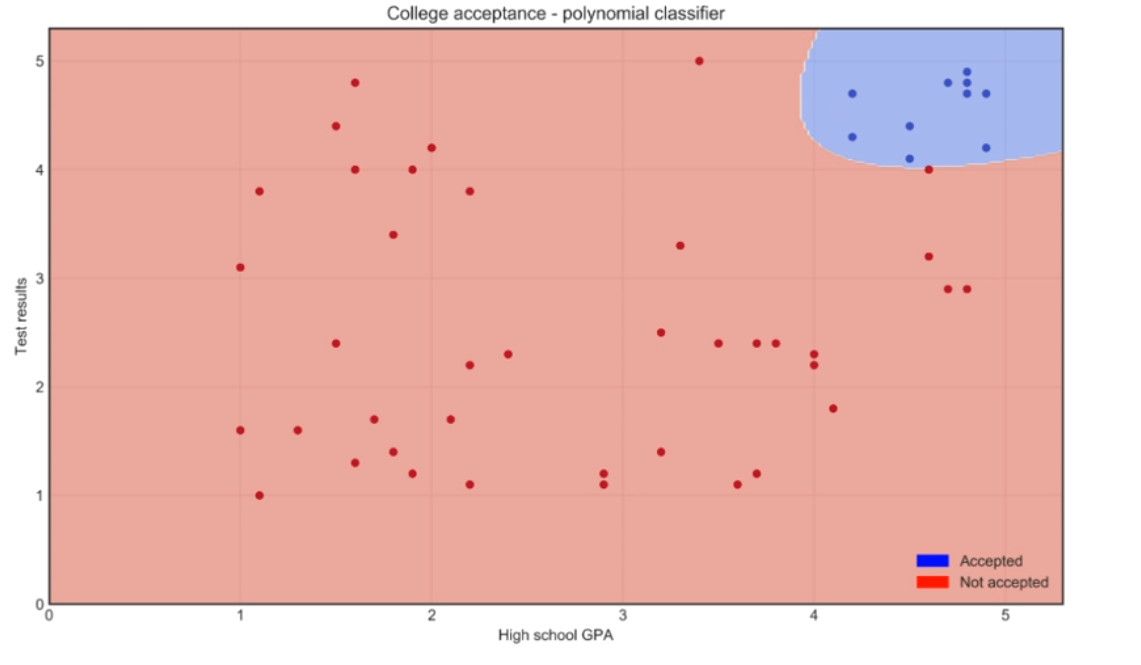 College acceptance - polynomial classifier
5
4
3
2
1
0
Test results
Accepted
Not accepted
0 1 2 3 4 5
High school GPA